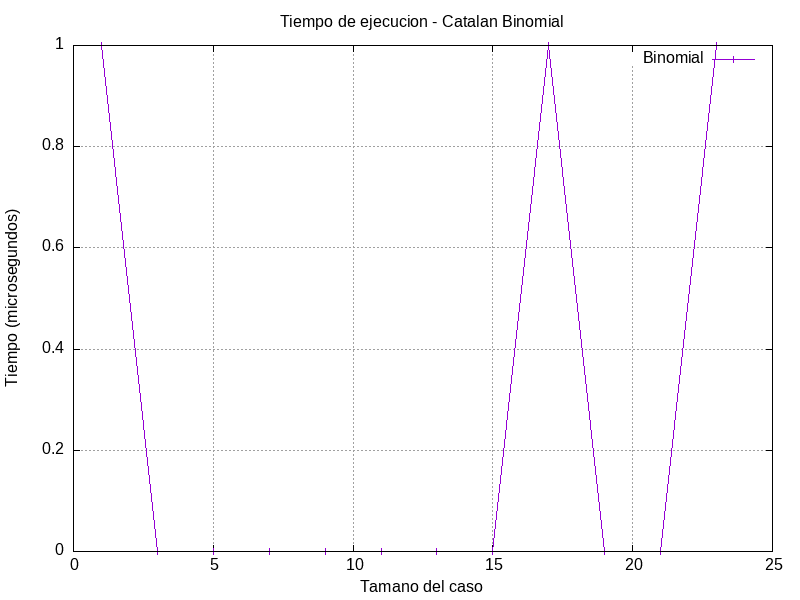 Tiempo de ejecucion - Catalan Binomial
Binomial
1
0.8
0.6
0.4
0.2
0
Tiempo (microsegundos)
0 5 10 15 20 25
Tamano del caso